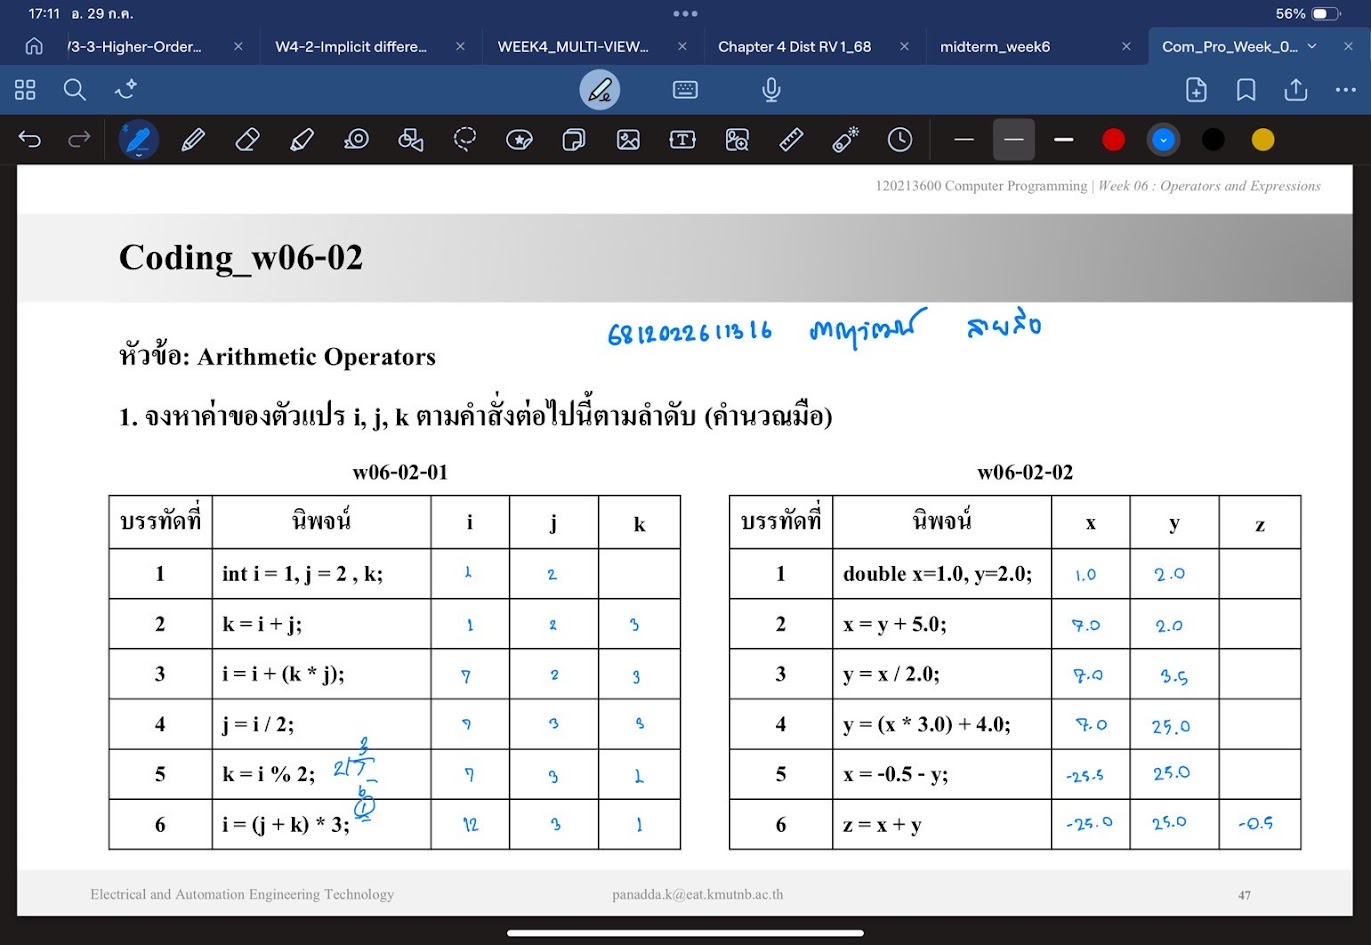 17:11 อ. 29 ก.ค.
56%
/3-3-Higher-Order... W4-2-Implicit differe... WEEK4_MULTI-VIEW... Chapter 4 Dist RV 1_68 midterm_week6 Com_Pro_Week_0...
120213600 Computer Programming | Week 06 : Operators and Expressions
Coding_w06-02
6812022611316
หัวข้อ: Arithmetic Operators
1. จงหาค่าของตัวแปร i, j, k ตามคำสั่งต่อไปนี้ตามลำดับ (คำนวณมือ)
w06-02-01
บรรทัดที่ นิพจน์ i j k
1 int i = 1, j = 2 , k; 1 2
2 k = i + j; 1 2 3
3 i = i + (k * j); 7 2 3
4 j = i / 2; 7 3 3
5 k = i % 2; 7 3 1
6 i = (j + k) * 3; 12 3 1
3
2 7
6
1
w06-02-02
บรรทัดที่ นิพจน์ x y z
1 double x=1.0, y=2.0; 1.0 2.0
2 x = y + 5.0; 7.0 2.0
3 y = x / 2.0; 7.0 3.5
4 y = (x * 3.0) + 4.0; 7.0 25.0
5 x = -0.5 - y; -25.5 25.0
6 z = x + y -25.0 25.0 -0.5
Electrical and Automation Engineering Technology
panadda.k@eat.kmutnb.ac.th
47